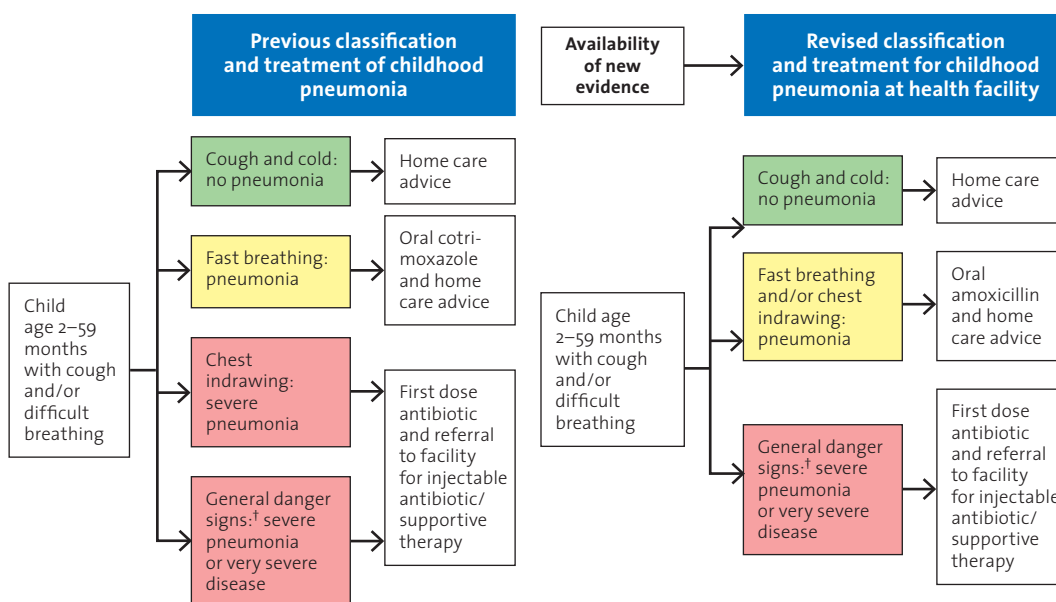 Previous classification
and treatment of childhood
pneumonia
Availability
of new
evidence
Revised classification
and treatment for childhood
pneumonia at health facility
Child
age 2–59
months
with cough
and/or
difficult
breathing
Cough and cold:
no pneumonia
Home care
advice
Fast breathing:
pneumonia
Oral cotri-
moxazole
and home
care advice
Chest
indrawing:
severe
pneumonia
General danger
signs:† severe
pneumonia
or very severe
disease
First dose
antibiotic
and referral
to facility
for injectable
antibiotic/
supportive
therapy
Child age
2–59 months
with cough
and/or
difficult
breathing
Cough and cold:
no pneumonia
Home care
advice
Fast breathing
and/or chest
indrawing:
pneumonia
Oral
amoxicillin
and home
care advice
General danger
signs:† severe
pneumonia
or very severe
disease
First dose
antibiotic
and referral
to facility
for injectable
antibiotic/
supportive
therapy